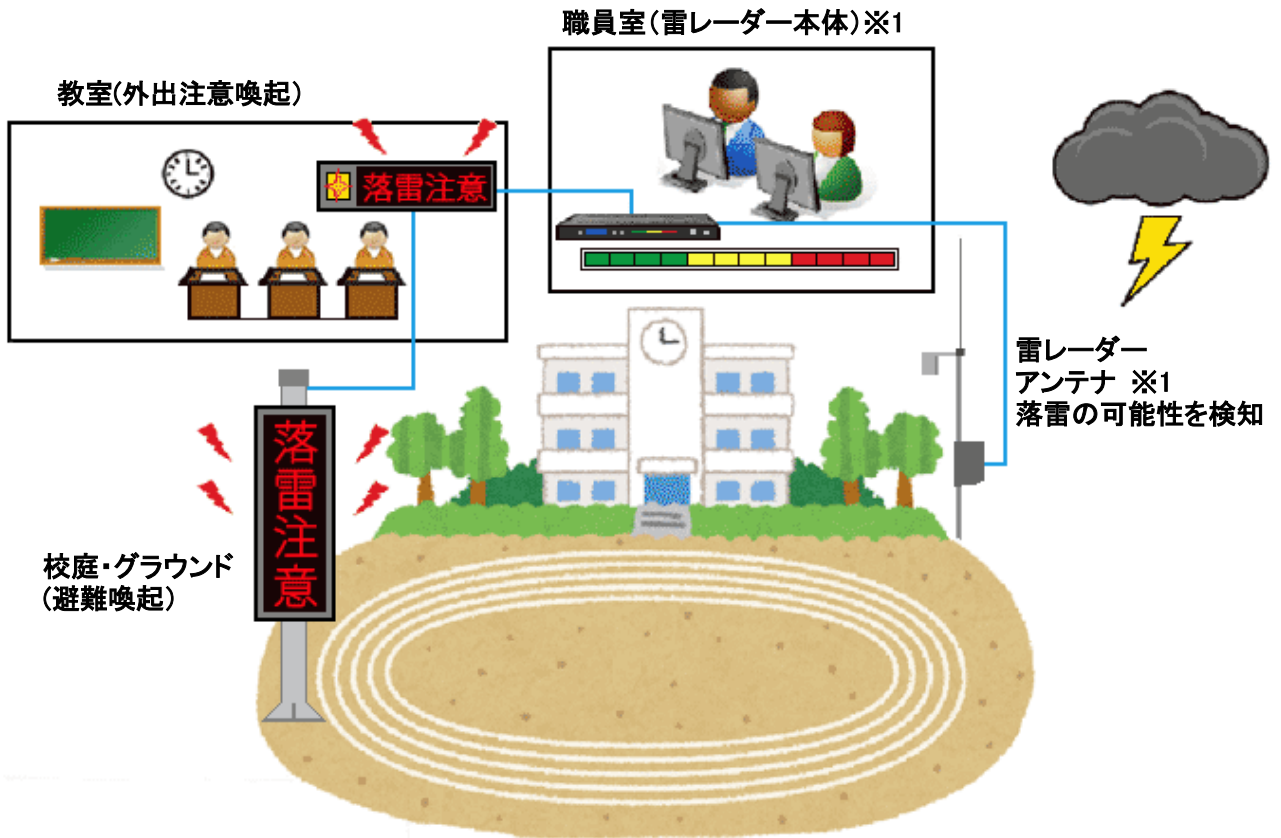 職員室（雷レーダー本体）※1
教室(外出注意喚起)
落雷注意
雷レーダー
アンテナ ※1
落雷の可能性を検知
落雷注意
校庭・グラウンド
(避難喚起)